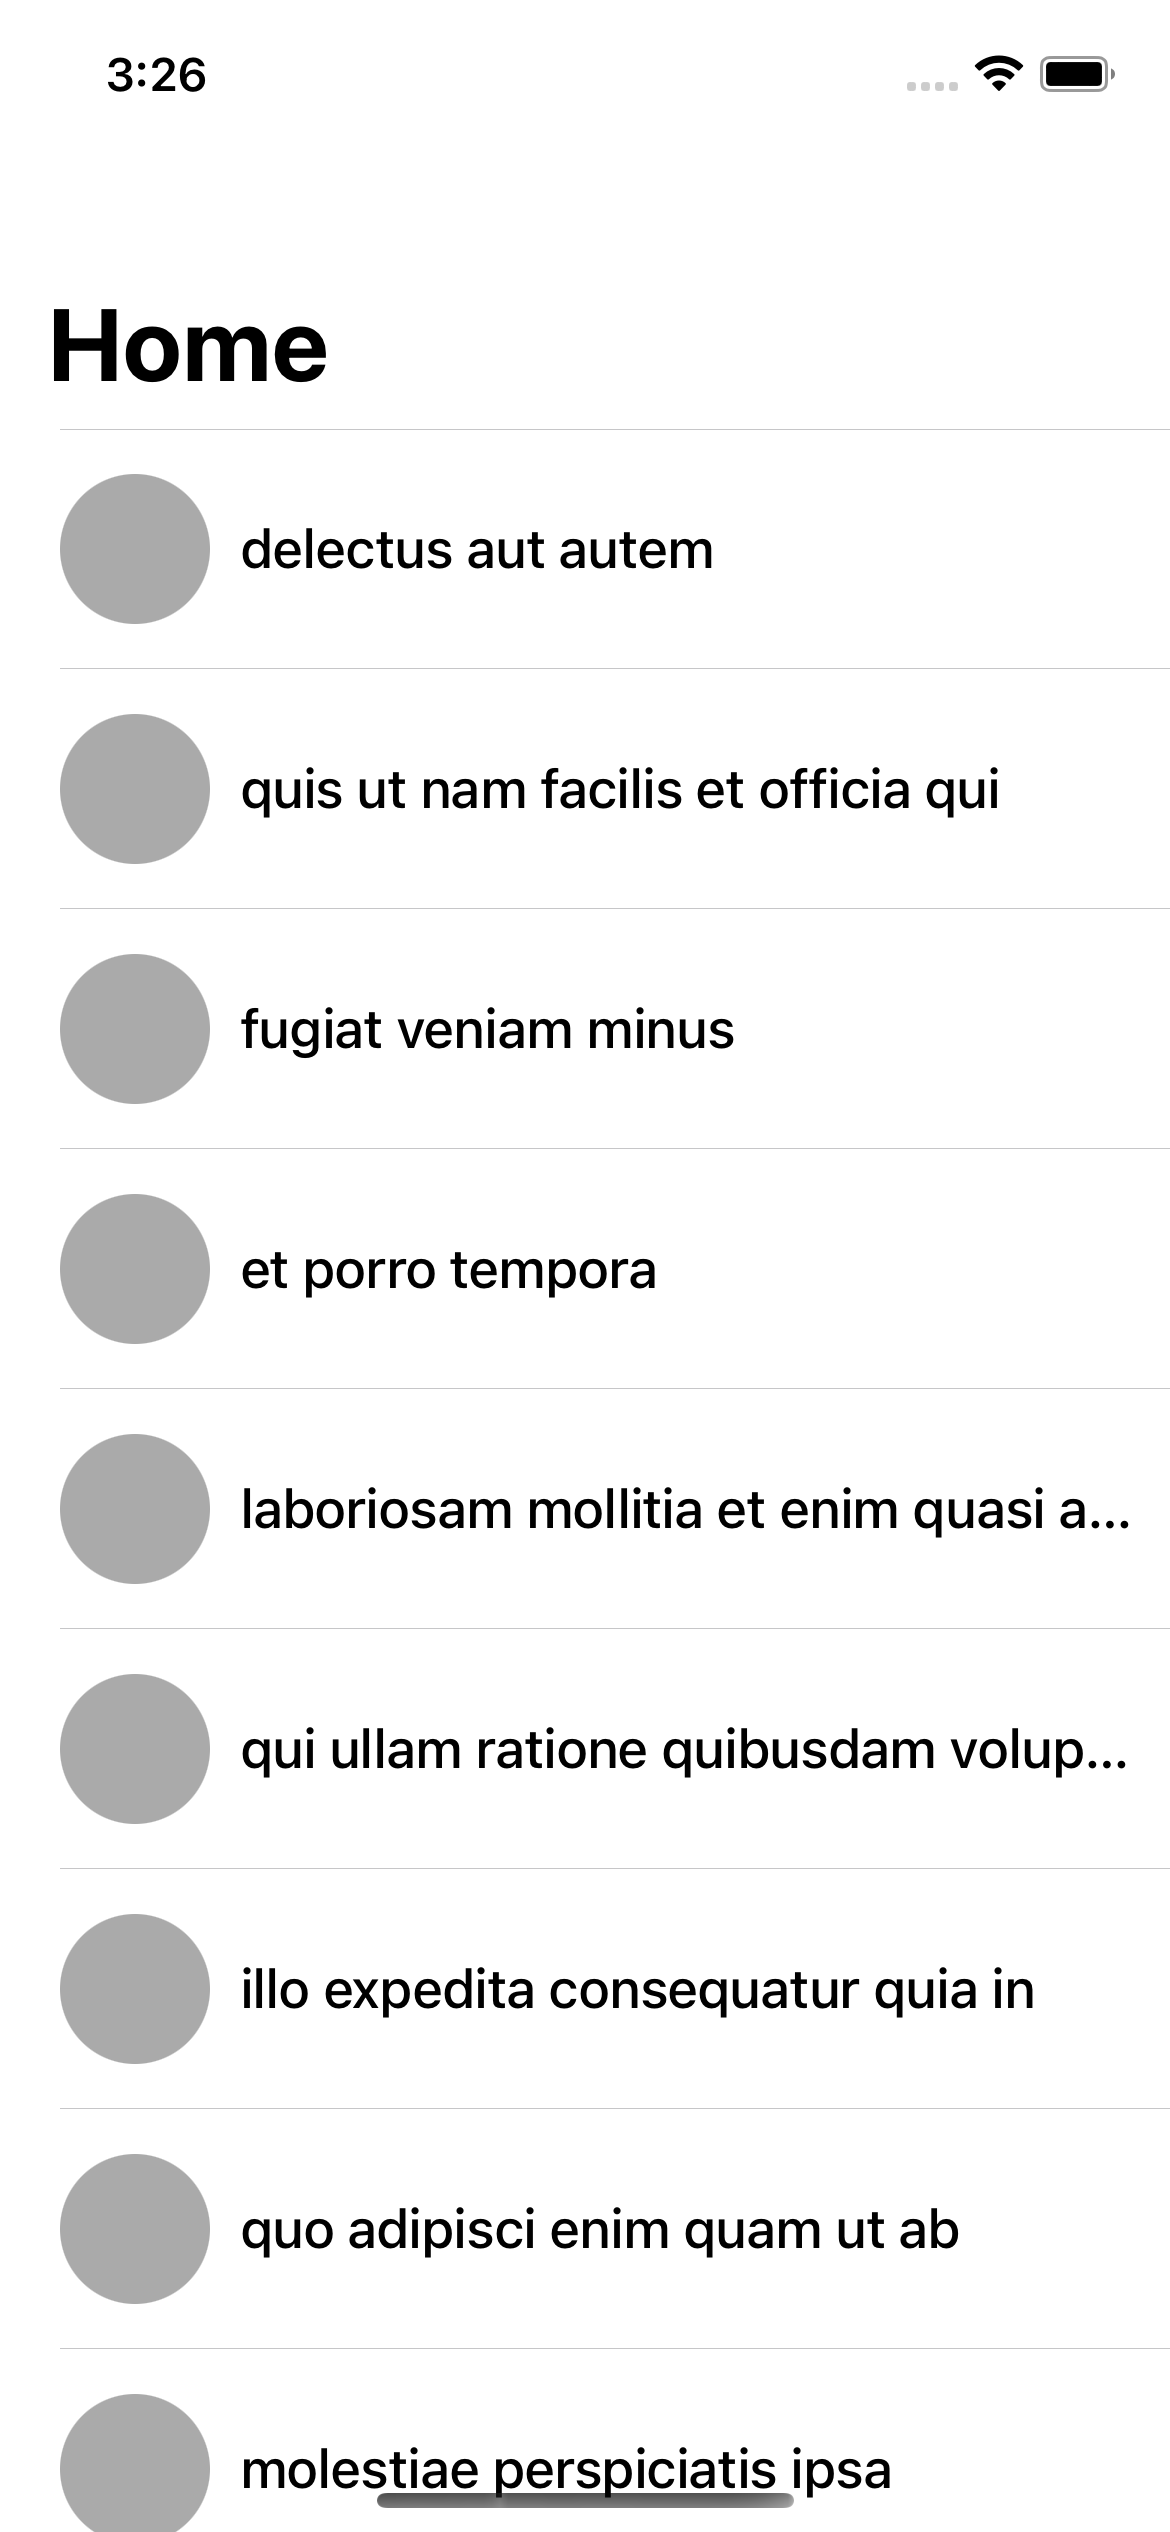 3:26
Home
delectus aut autem
quis ut nam facilis et officia qui
fugiat veniam minus
et porro tempora
laboriosam mollitia et enim quasi a...
qui ullam ratione quibusdam volup...
illo expedita consequatur quia in
quo adipisci enim quam ut ab
molestiae perspiciatis ipsa